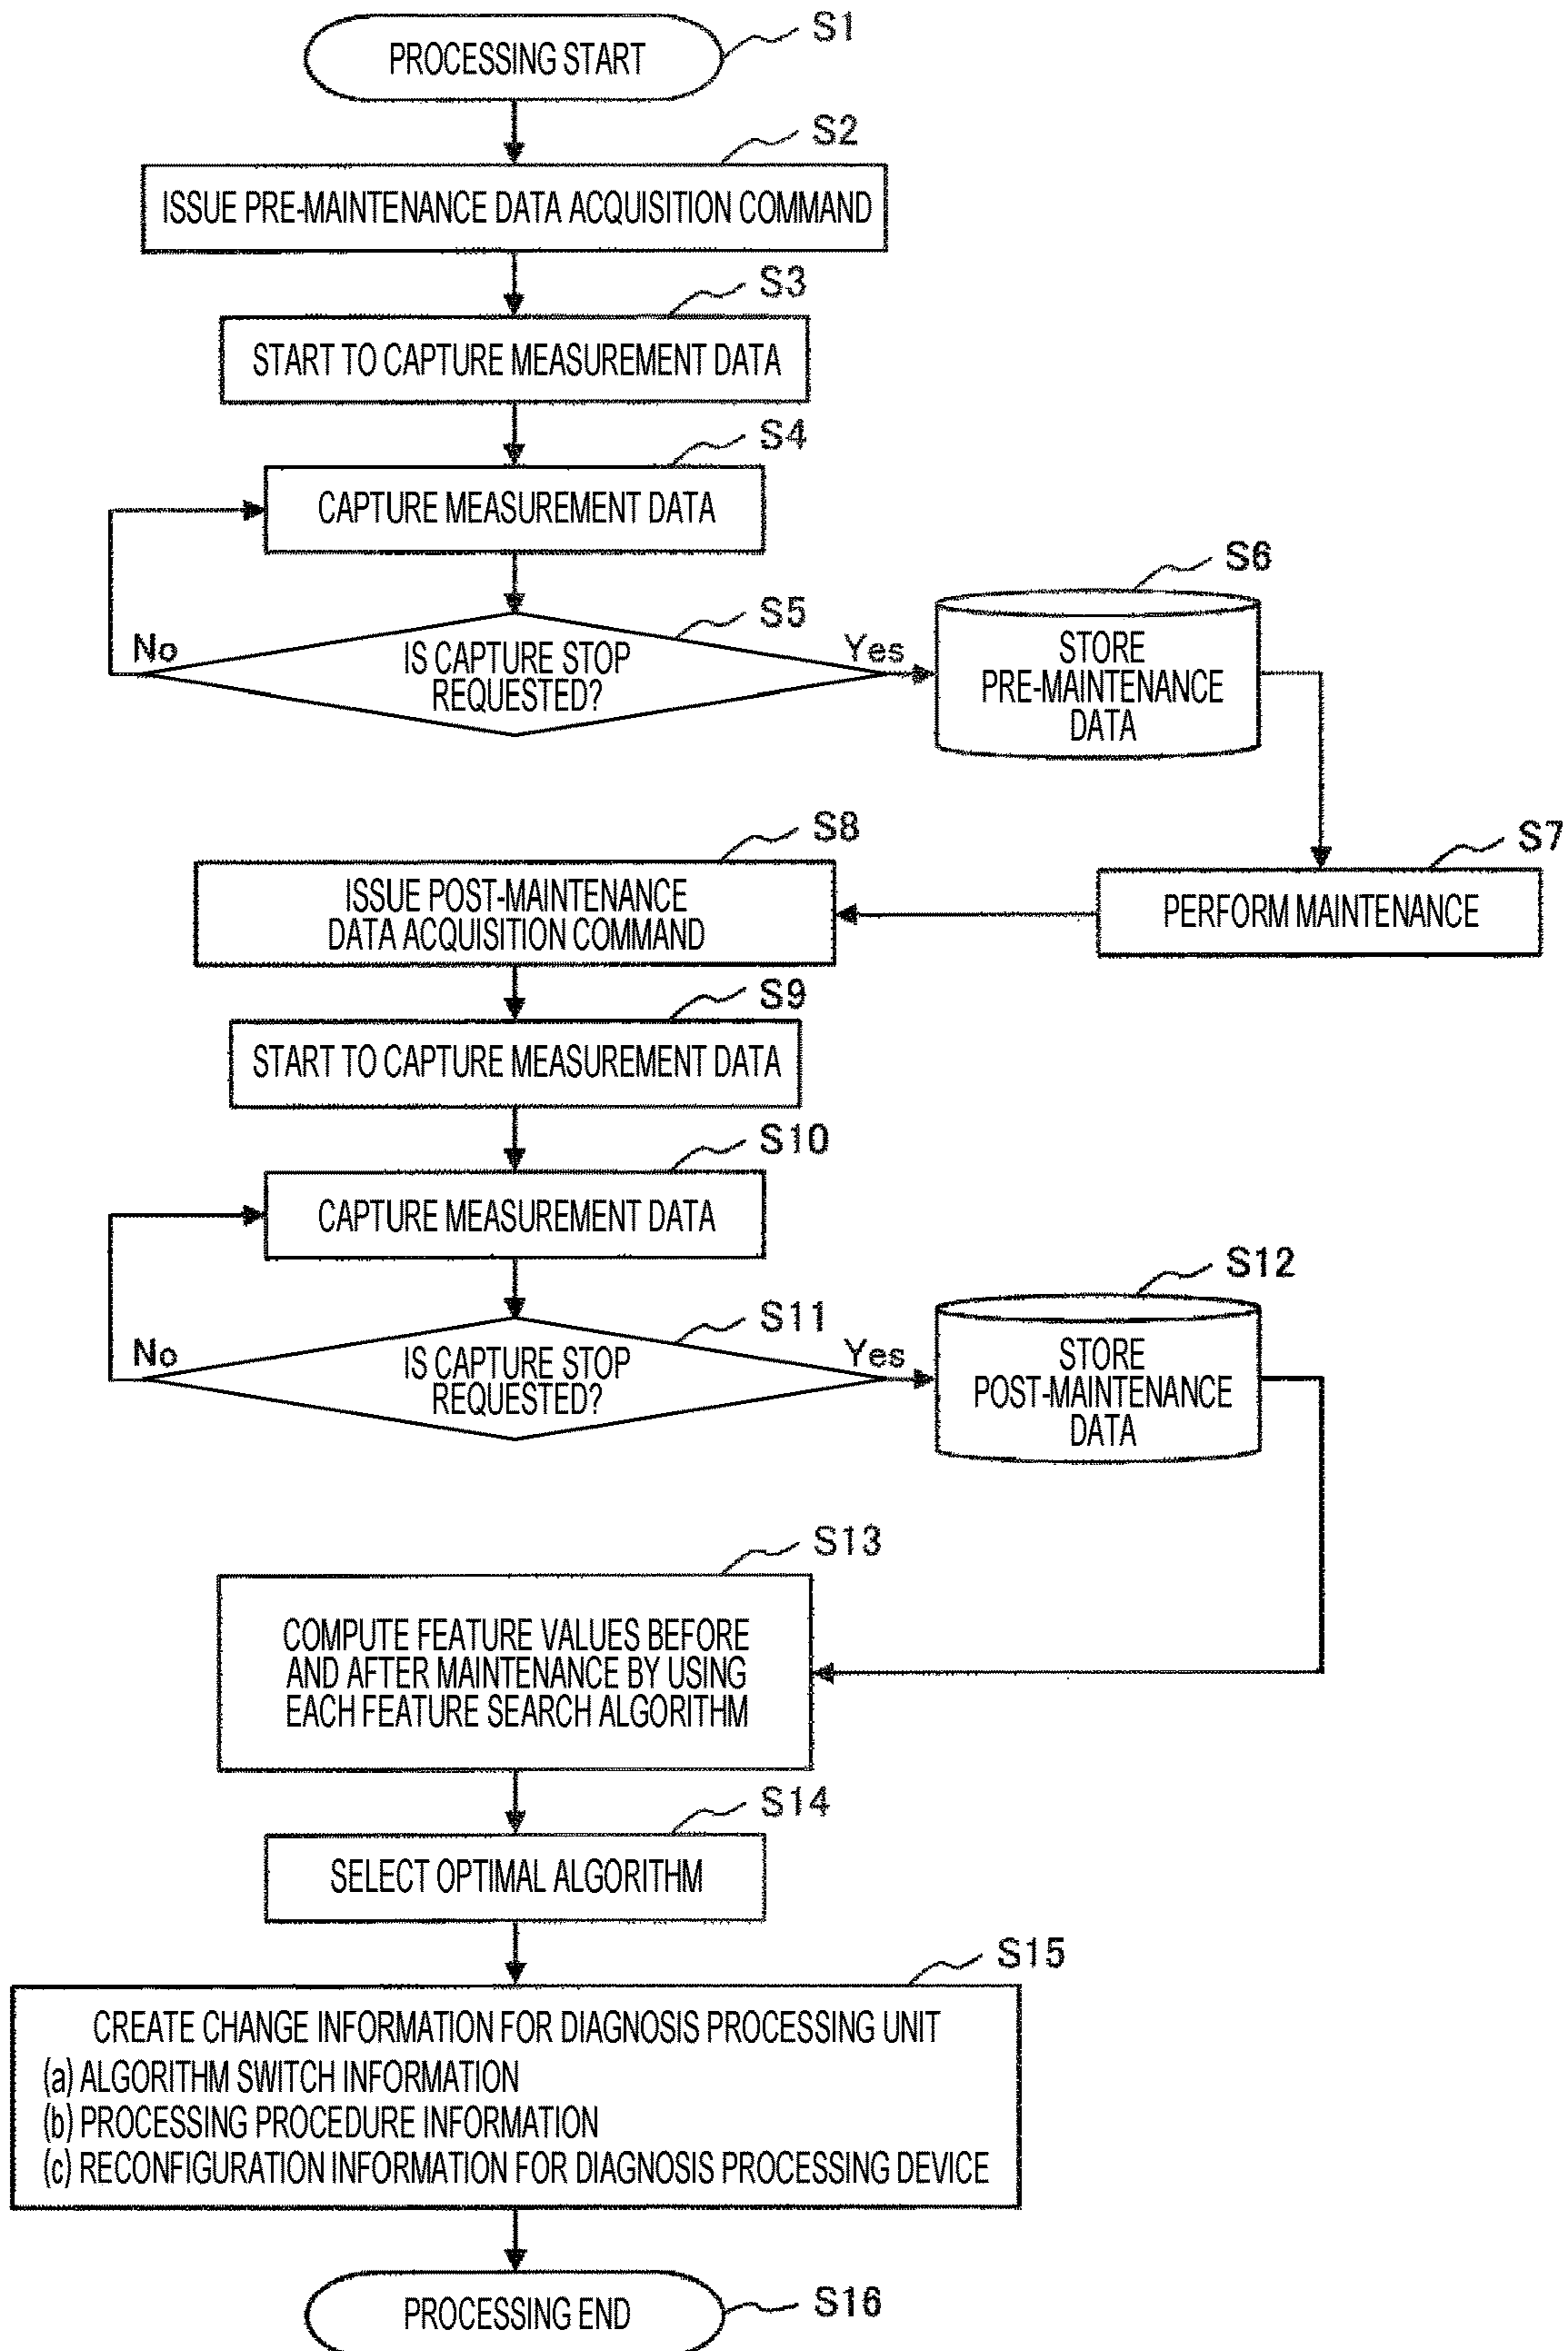 S1
PROCESSING START
S2
ISSUE PRE-MAINTENANCE DATA ACQUISITION COMMAND
S3
START TO CAPTURE MEASUREMENT DATA
S4
CAPTURE MEASUREMENT DATA
S5
IS CAPTURE STOP
REQUESTED?
No
Yes
S6
STORE
PRE-MAINTENANCE
DATA
S7
PERFORM MAINTENANCE
S8
ISSUE POST-MAINTENANCE
DATA ACQUISITION COMMAND
S9
START TO CAPTURE MEASUREMENT DATA
S10
CAPTURE MEASUREMENT DATA
S11
IS CAPTURE STOP
REQUESTED?
No
Yes
S12
STORE
POST-MAINTENANCE
DATA
S13
COMPUTE FEATURE VALUES BEFORE
AND AFTER MAINTENANCE BY USING
EACH FEATURE SEARCH ALGORITHM
S14
SELECT OPTIMAL ALGORITHM
S15
CREATE CHANGE INFORMATION FOR DIAGNOSIS PROCESSING UNIT
(a) ALGORITHM SWITCH INFORMATION
(b) PROCESSING PROCEDURE INFORMATION
(c) RECONFIGURATION INFORMATION FOR DIAGNOSIS PROCESSING DEVICE
PROCESSING END
S16